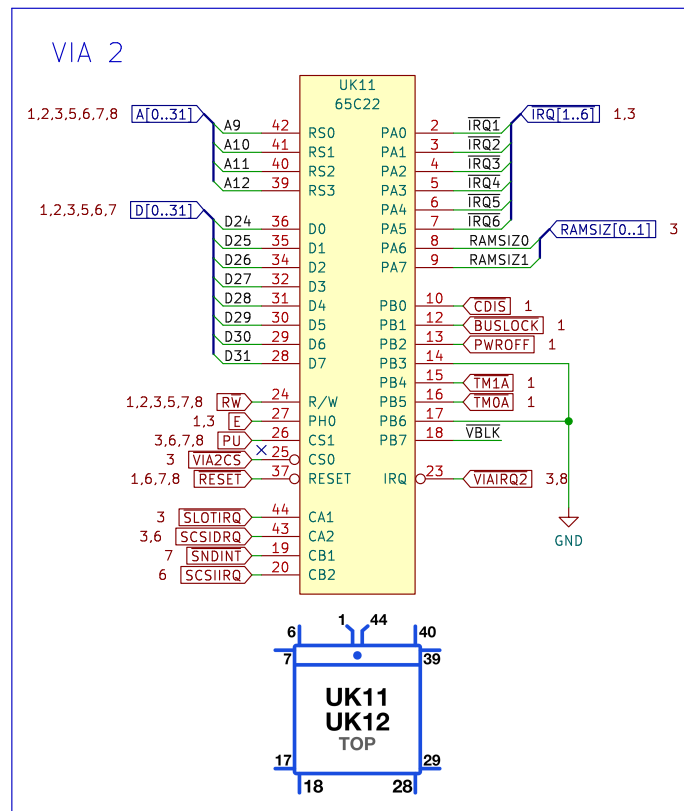 VIA 2
UK11
65C22
1,2,3,5,6,7,8 A[0..31] A9 42 RS0 PA0 2 IRQ1 IRQ[1..6] 1,3
A10 41 RS1 PA1 3 IRQ2
A11 40 RS2 PA2 4 IRQ3
A12 39 RS3 PA3 5 IRQ4
PA4 6 IRQ5
1,2,3,5,6,7 D[0..31] D24 36 D0 PA5 7 IRQ6
D25 35 D1 PA6 8 RAMSIZ0 RAMSIZ[0..1] 3
D26 34 D2 PA7 9 RAMSIZ1
D27 32 D3
D28 31 D4 PB0 10 CDIS 1
D29 30 D5 PB1 12 BUSLOCK 1
D30 29 D6 PB2 13 PWROFF 1
D31 28 D7 PB3 14
PB4 15 TM1A 1
1,2,3,5,7,8 RW 24 R/W PB5 16 TM0A 1
1,3 E 27 PH0 PB6 17
3,6,7,8 PU 26 CS1 PB7 18 VBLK
3 VIA2CS 25 CS0
1,6,7,8 RESET 37 RESET IRQ 23 VIAIRQ2 3,8
3 SLOTIRQ 44 CA1
3,6 SCSIDRQ 43 CA2
7 SNDINT 19 CB1
6 SCSIIRQ 20 CB2
GND
6 1 44 40
7 39
UK11
UK12
TOP
17 29
18 28